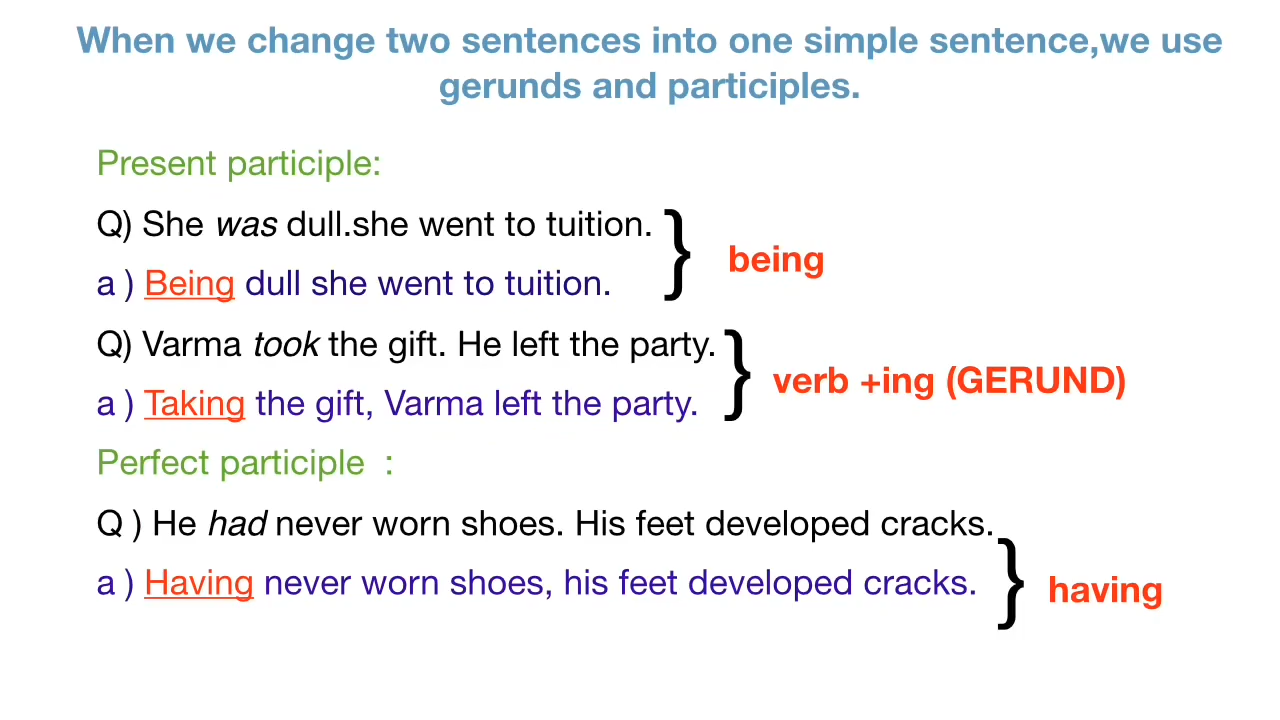 When we change two sentences into one simple sentence,we use
gerunds and participles.
Present participle:
Q) She was dull.she went to tuition.
a ) Being dull she went to tuition.
being
Q) Varma took the gift. He left the party.
a ) Taking the gift, Varma left the party.
verb +ing (GERUND)
Perfect participle  :
Q ) He had never worn shoes. His feet developed cracks.
a ) Having never worn shoes, his feet developed cracks.
having